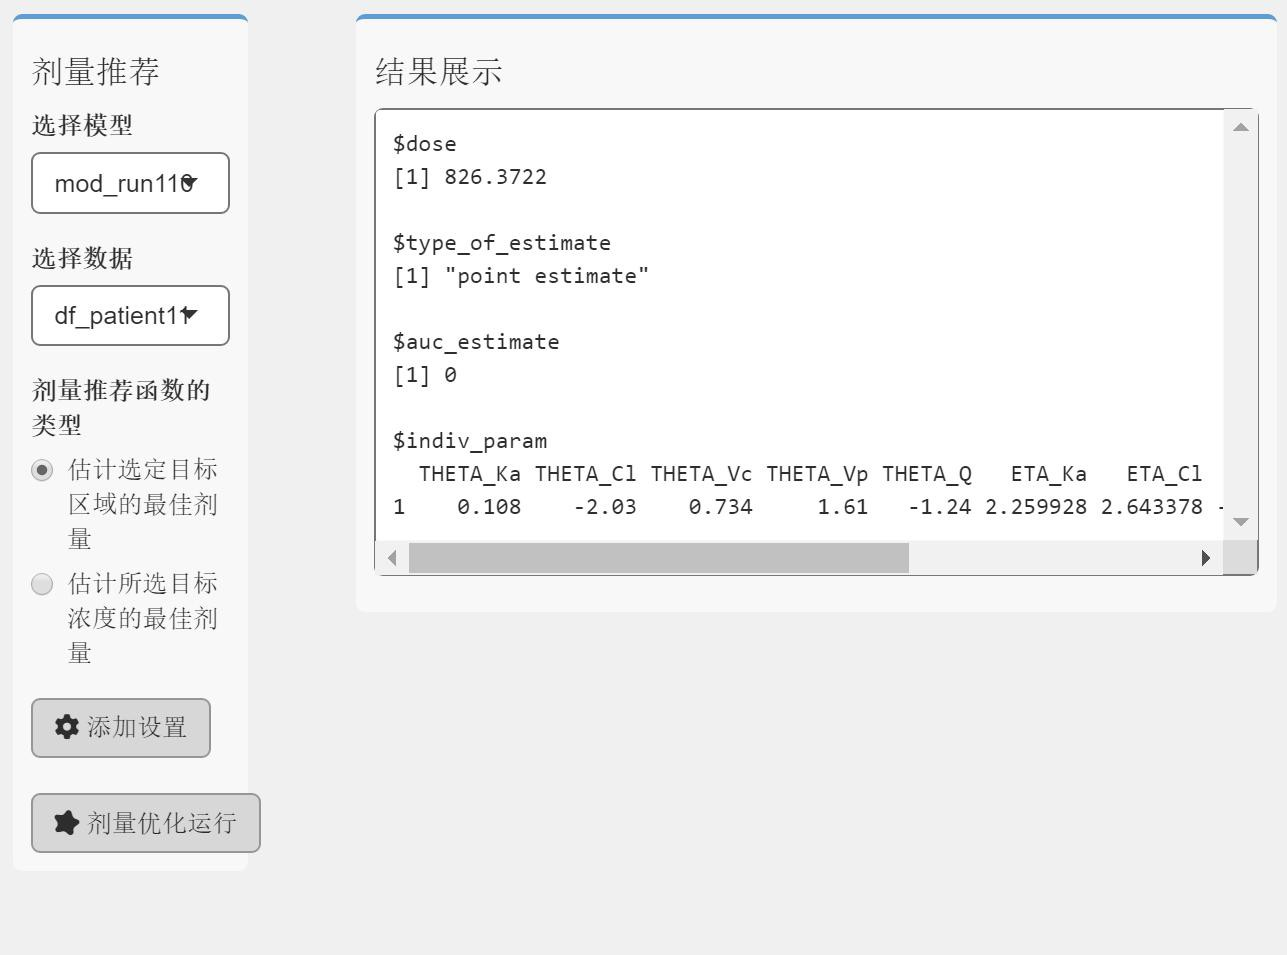 剂量推荐
选择模型
mod_run110
选择数据
df_patient11
剂量推荐函数的
类型
估计选定目标
区域的最佳剂
量
估计所选目标
浓度的最佳剂
量
添加设置
剂量优化运行
结果展示
$dose
[1] 826.3722
$type_of_estimate
[1] "point estimate"
$auc_estimate
[1] 0
$indiv_param
THETA_Ka THETA_Cl THETA_Vc THETA_Vp THETA_Q ETA_Ka ETA_Cl
1 0.108 -2.03 0.734 1.61 -1.24 2.259928 2.643378 -